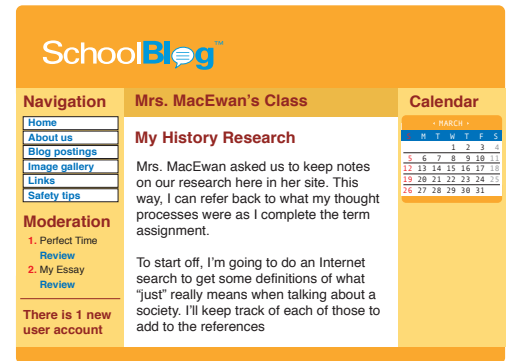 SchoolBlog™
Navigation
Home
About us
Blog postings
Image gallery
Links
Safety tips
Moderation
1. Perfect Time
Review
2. My Essay
Review
There is 1 new
user account
Mrs. MacEwan’s Class
My History Research
Mrs. MacEwan asked us to keep notes
on our research here in her site. This
way, I can refer back to what my thought
processes were as I complete the term
assignment.
To start off, I’m going to do an Internet
search to get some definitions of what
“just” really means when talking about a
society. I’ll keep track of each of those to
add to the references
Calendar
• MARCH •
M T W T F S
1 2 3 4
5 6 7 8 9 10 11
12 13 14 15 16 17 18
19 20 21 22 23 24 25
26 27 28 29 30 31